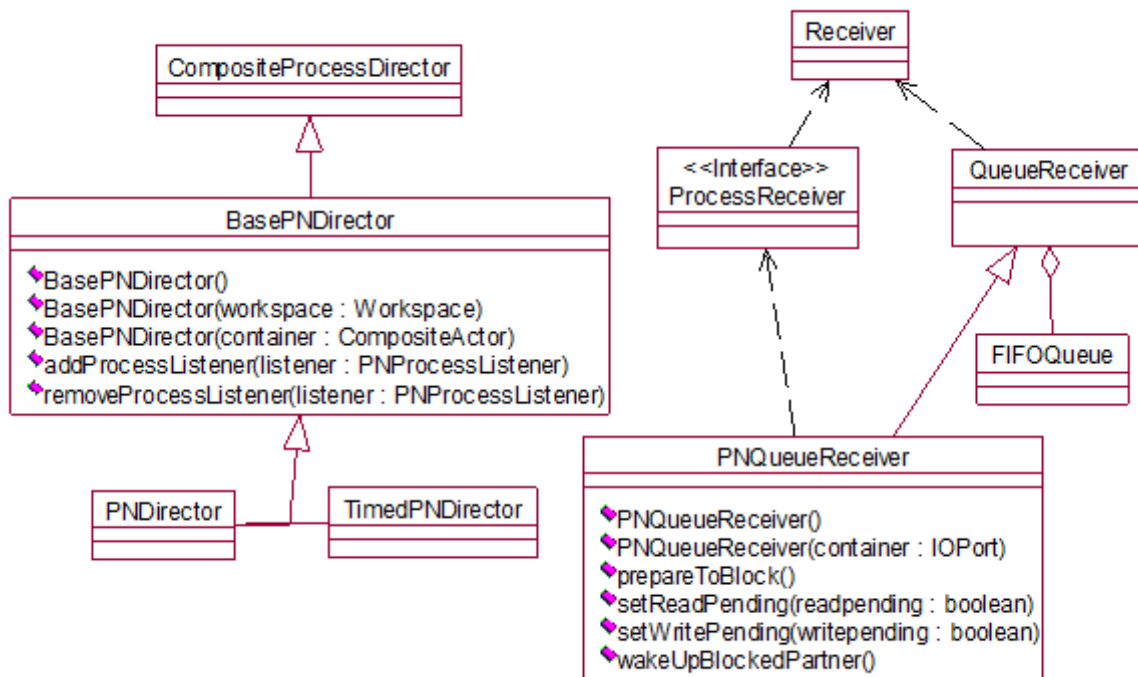 CompositeProcessDirector
BasePNDirector
BasePNDirector()
BasePNDirector(workspace : Workspace)
BasePNDirector(container : CompositeActor)
addProcessListener(listener : PNProcessListener)
removeProcessListener(listener : PNProcessListener)
PNDirector
TimedPNDirector
Receiver
<<Interface>>
ProcessReceiver
QueueReceiver
FIFOQueue
PNQueueReceiver
PNQueueReceiver()
PNQueueReceiver(container : IOPort)
prepareToBlock()
setReadPending(readpending : boolean)
setWritePending(writepending : boolean)
wakeUpBlockedPartner()